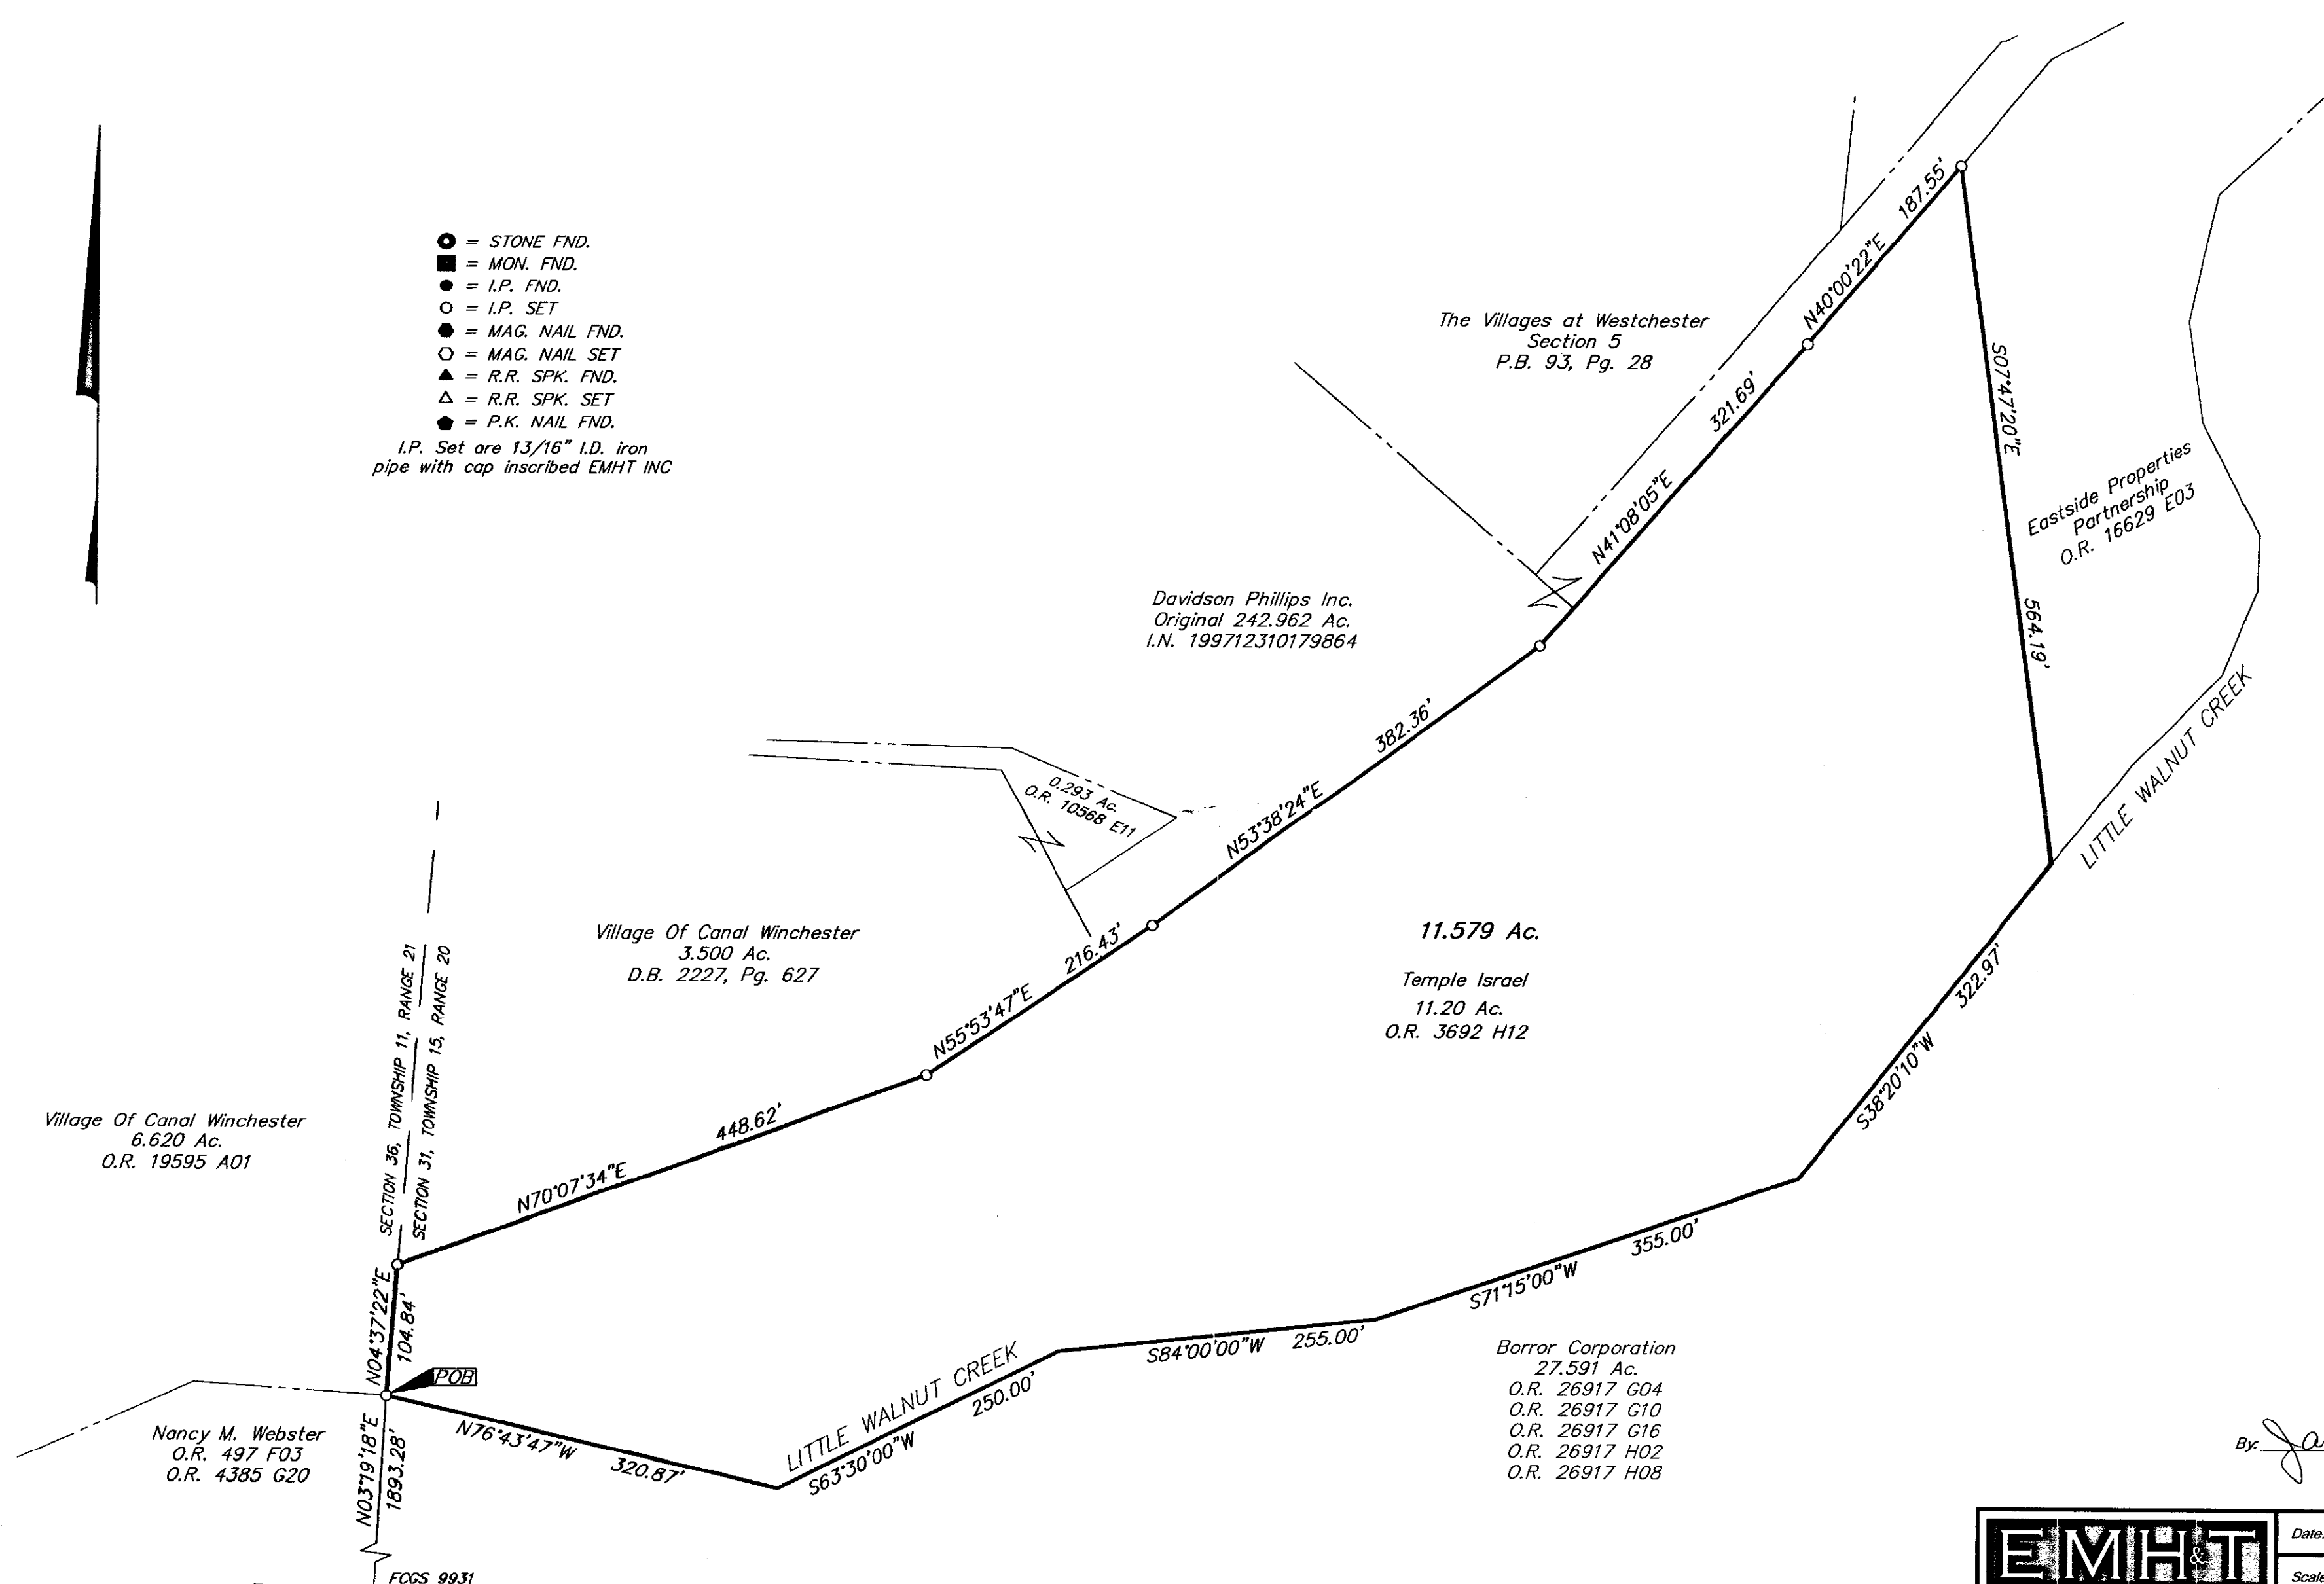 = STONE FND.
= MON. FND.
= I.P. FND.
= I.P. SET
= MAG. NAIL FND.
= MAG. NAIL SET
= R.R. SPK. FND.
= R.R. SPK. SET
= P.K. NAIL FND.
I.P. Set are 13/16" I.D. iron
pipe with cap inscribed EMHT INC
The Villages at Westchester
Section 5
P.B. 93, Pg. 28
187.55'
N40°00'22"E
321.69'
N41°08'05"E
S07°47'20"E
564.19'
Eastside Properties
Partnership
O.R. 16629 E03
Davidson Phillips Inc.
Original 242.962 Ac.
I.N. 199712310179864
382.36'
N53°38'24"E
0.293 Ac.
O.R. 10568 E11
LITTLE WALNUT CREEK
Village Of Canal Winchester
3.500 Ac.
D.B. 2227, Pg. 627
216.43'
N55°53'47"E
11.579 Ac.
Temple Israel
11.20 Ac.
O.R. 3692 H12
322.97'
S38°20'10"W
SECTION 36, TOWNSHIP 11, RANGE 21
SECTION 31, TOWNSHIP 15, RANGE 20
Village Of Canal Winchester
6.620 Ac.
O.R. 19595 A01
448.62'
N70°07'34"E
355.00'
S71°15'00"W
N04°37'22"E
104.84'
POB
S84°00'00"W 255.00'
LITTLE WALNUT CREEK
250.00'
S63°30'00"W
N76°43'47"W 320.87'
Borror Corporation
27.591 Ac.
O.R. 26917 G04
O.R. 26917 G10
O.R. 26917 G16
O.R. 26917 H02
O.R. 26917 H08
Nancy M. Webster
O.R. 497 F03
O.R. 4385 G20
N03°19'18"E
1893.28'
FCGS 9931
By:
EMH&T
Date:
Scale